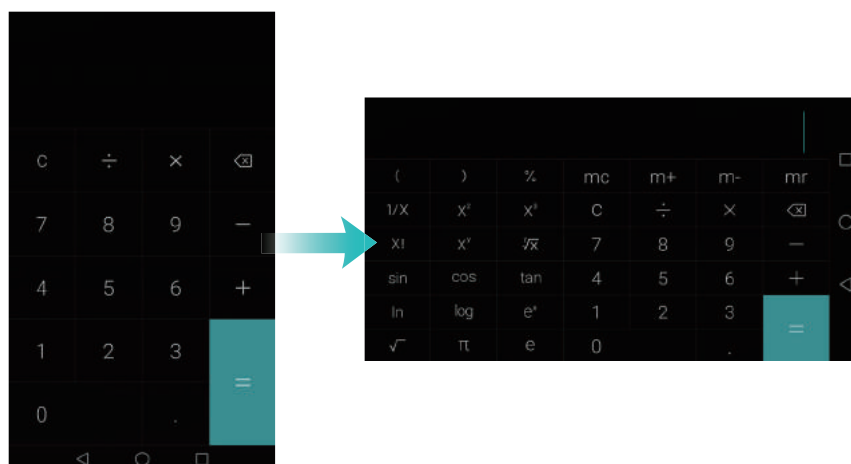 C ÷ ×
7 8 9 −
4 5 6 +
1 2 3
=
0 .
( ) % mc m+ m- mr
1/X X² X³ C ÷ ×
X! Xʸ ʸ√x 7 8 9 −
sin cos tan 4 5 6 +
ln log eˣ 1 2 3
=
√ π e 0 .